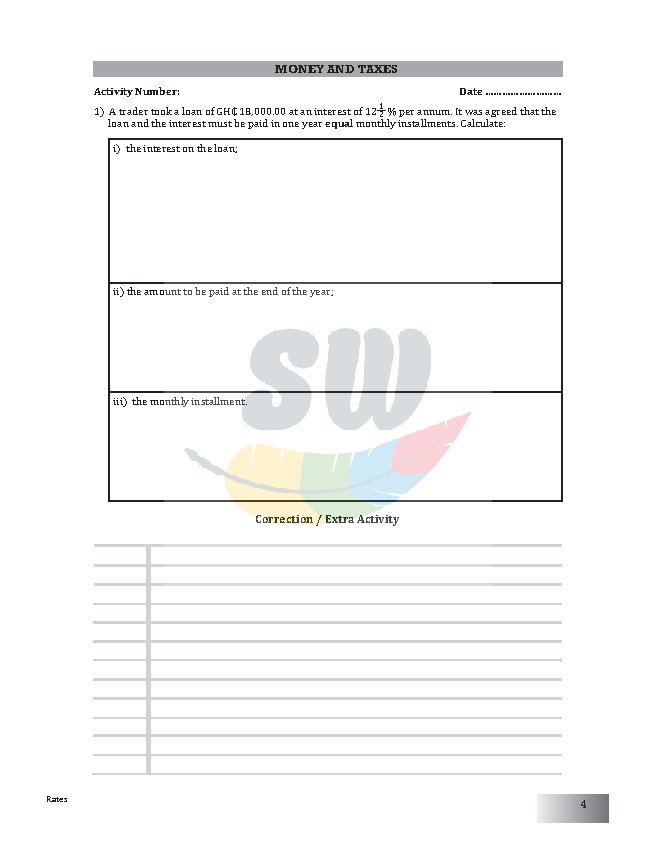 MONEY AND TAXES
Activity Number:
Date ............................
1) A trader took a loan of GH₵ 18,000.00 at an interest of 12½% per annum. It was agreed that the
loan and the interest must be paid in one year equal monthly installments. Calculate:
i) the interest on the loan;
ii) the amount to be paid at the end of the year;
SW
iii) the monthly installment.
Correction / Extra Activity
Rates
4